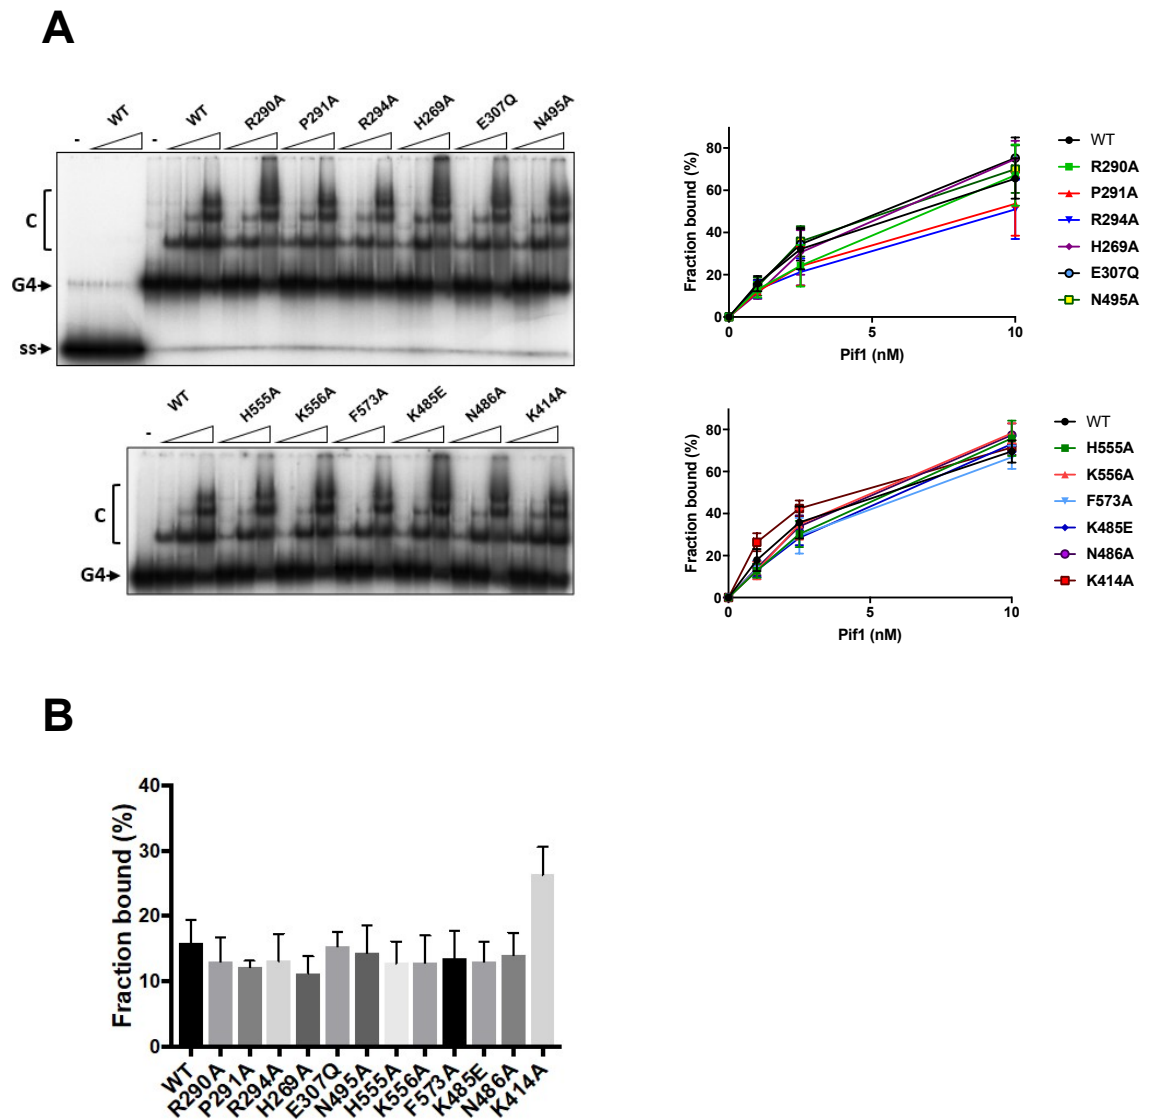 A
- WT - WT R290A P291A R294A H269A E307Q N495A
C
G4
ss
80
60
40
20
0
0 5 10
Fraction bound (%)
Pif1 (nM)
WT
R290A
P291A
R294A
H269A
E307Q
N495A
- WT H555A K556A F573A K485E N486A K414A
C
G4
80
60
40
20
0
0 5 10
Fraction bound (%)
Pif1 (nM)
WT
H555A
K556A
F573A
K485E
N486A
K414A
B
40
30
20
10
0
Fraction bound (%)
WT R290A P291A R294A H269A E307Q N495A H555A K556A F573A K485E N486A K414A